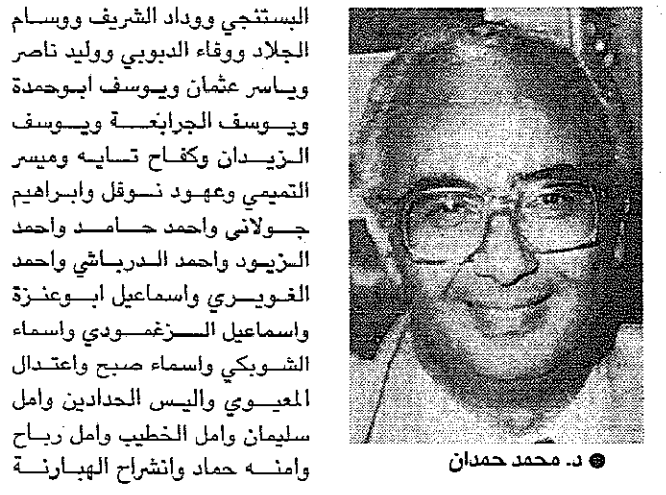 البستنجي ووداد الشريف ووسام
الجلاد ووفاء الدبوبي ووليد ناصر
وياسر عثمان ويوسف ابوحمدة
ويوسف الجرابعة ويوسف
الزيدان وكفاح تايه وميسر
التميمي وعهود نوفل وابراهيم
جولاني واحمد حامد واحمد
الزيود واحمد الدرباشي واحمد
الغويري واسماعيل ابوعنزة
واسماعيل الزغمودي واسماء
الشوبكي واسماء صبح واعتدال
المعيوي واليس الحدادين وامل
سليمان وامل الخطيب وامل رباح
وامنه حماد وانشراح الهبارنة
د. محمد حمدان